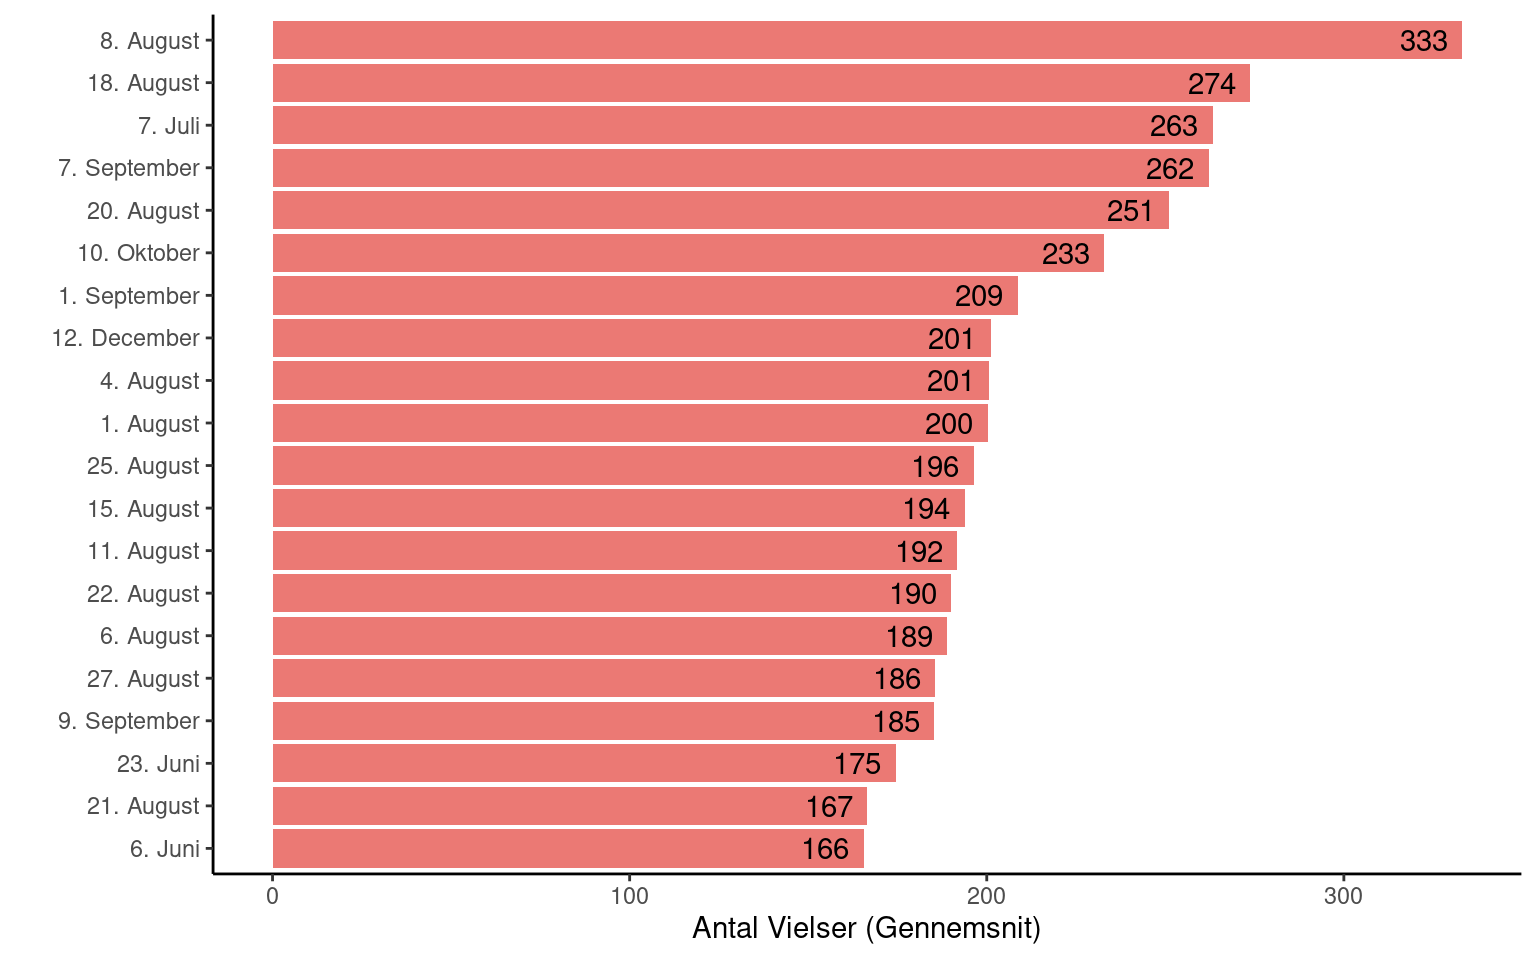 8. August 333
18. August 274
7. Juli 263
7. September 262
20. August 251
10. Oktober 233
1. September 209
12. December 201
4. August 201
1. August 200
25. August 196
15. August 194
11. August 192
22. August 190
6. August 189
27. August 186
9. September 185
23. Juni 175
21. August 167
6. Juni 166
0 100 200 300
Antal Vielser (Gennemsnit)